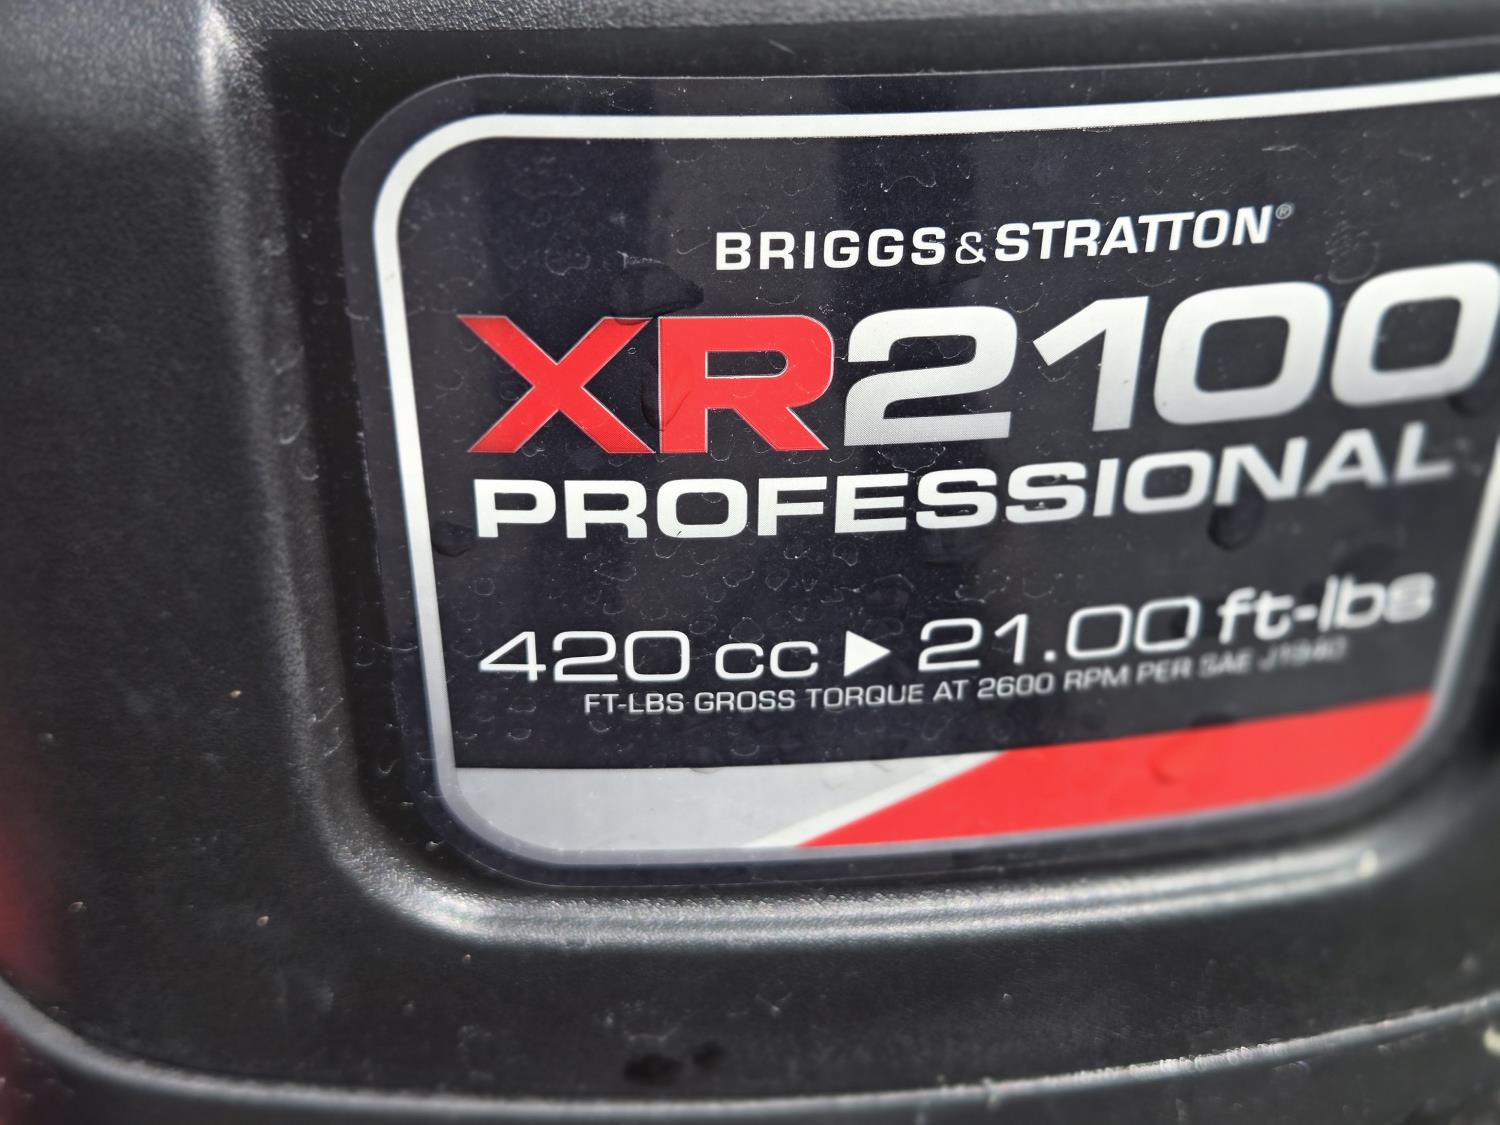 BRIGGS & STRATTON®
XR2100
PROFESSIONAL
420 cc ▶ 21.00 ft-lbs
FT-LBS GROSS TORQUE AT 2600 RPM PER SAE J1940